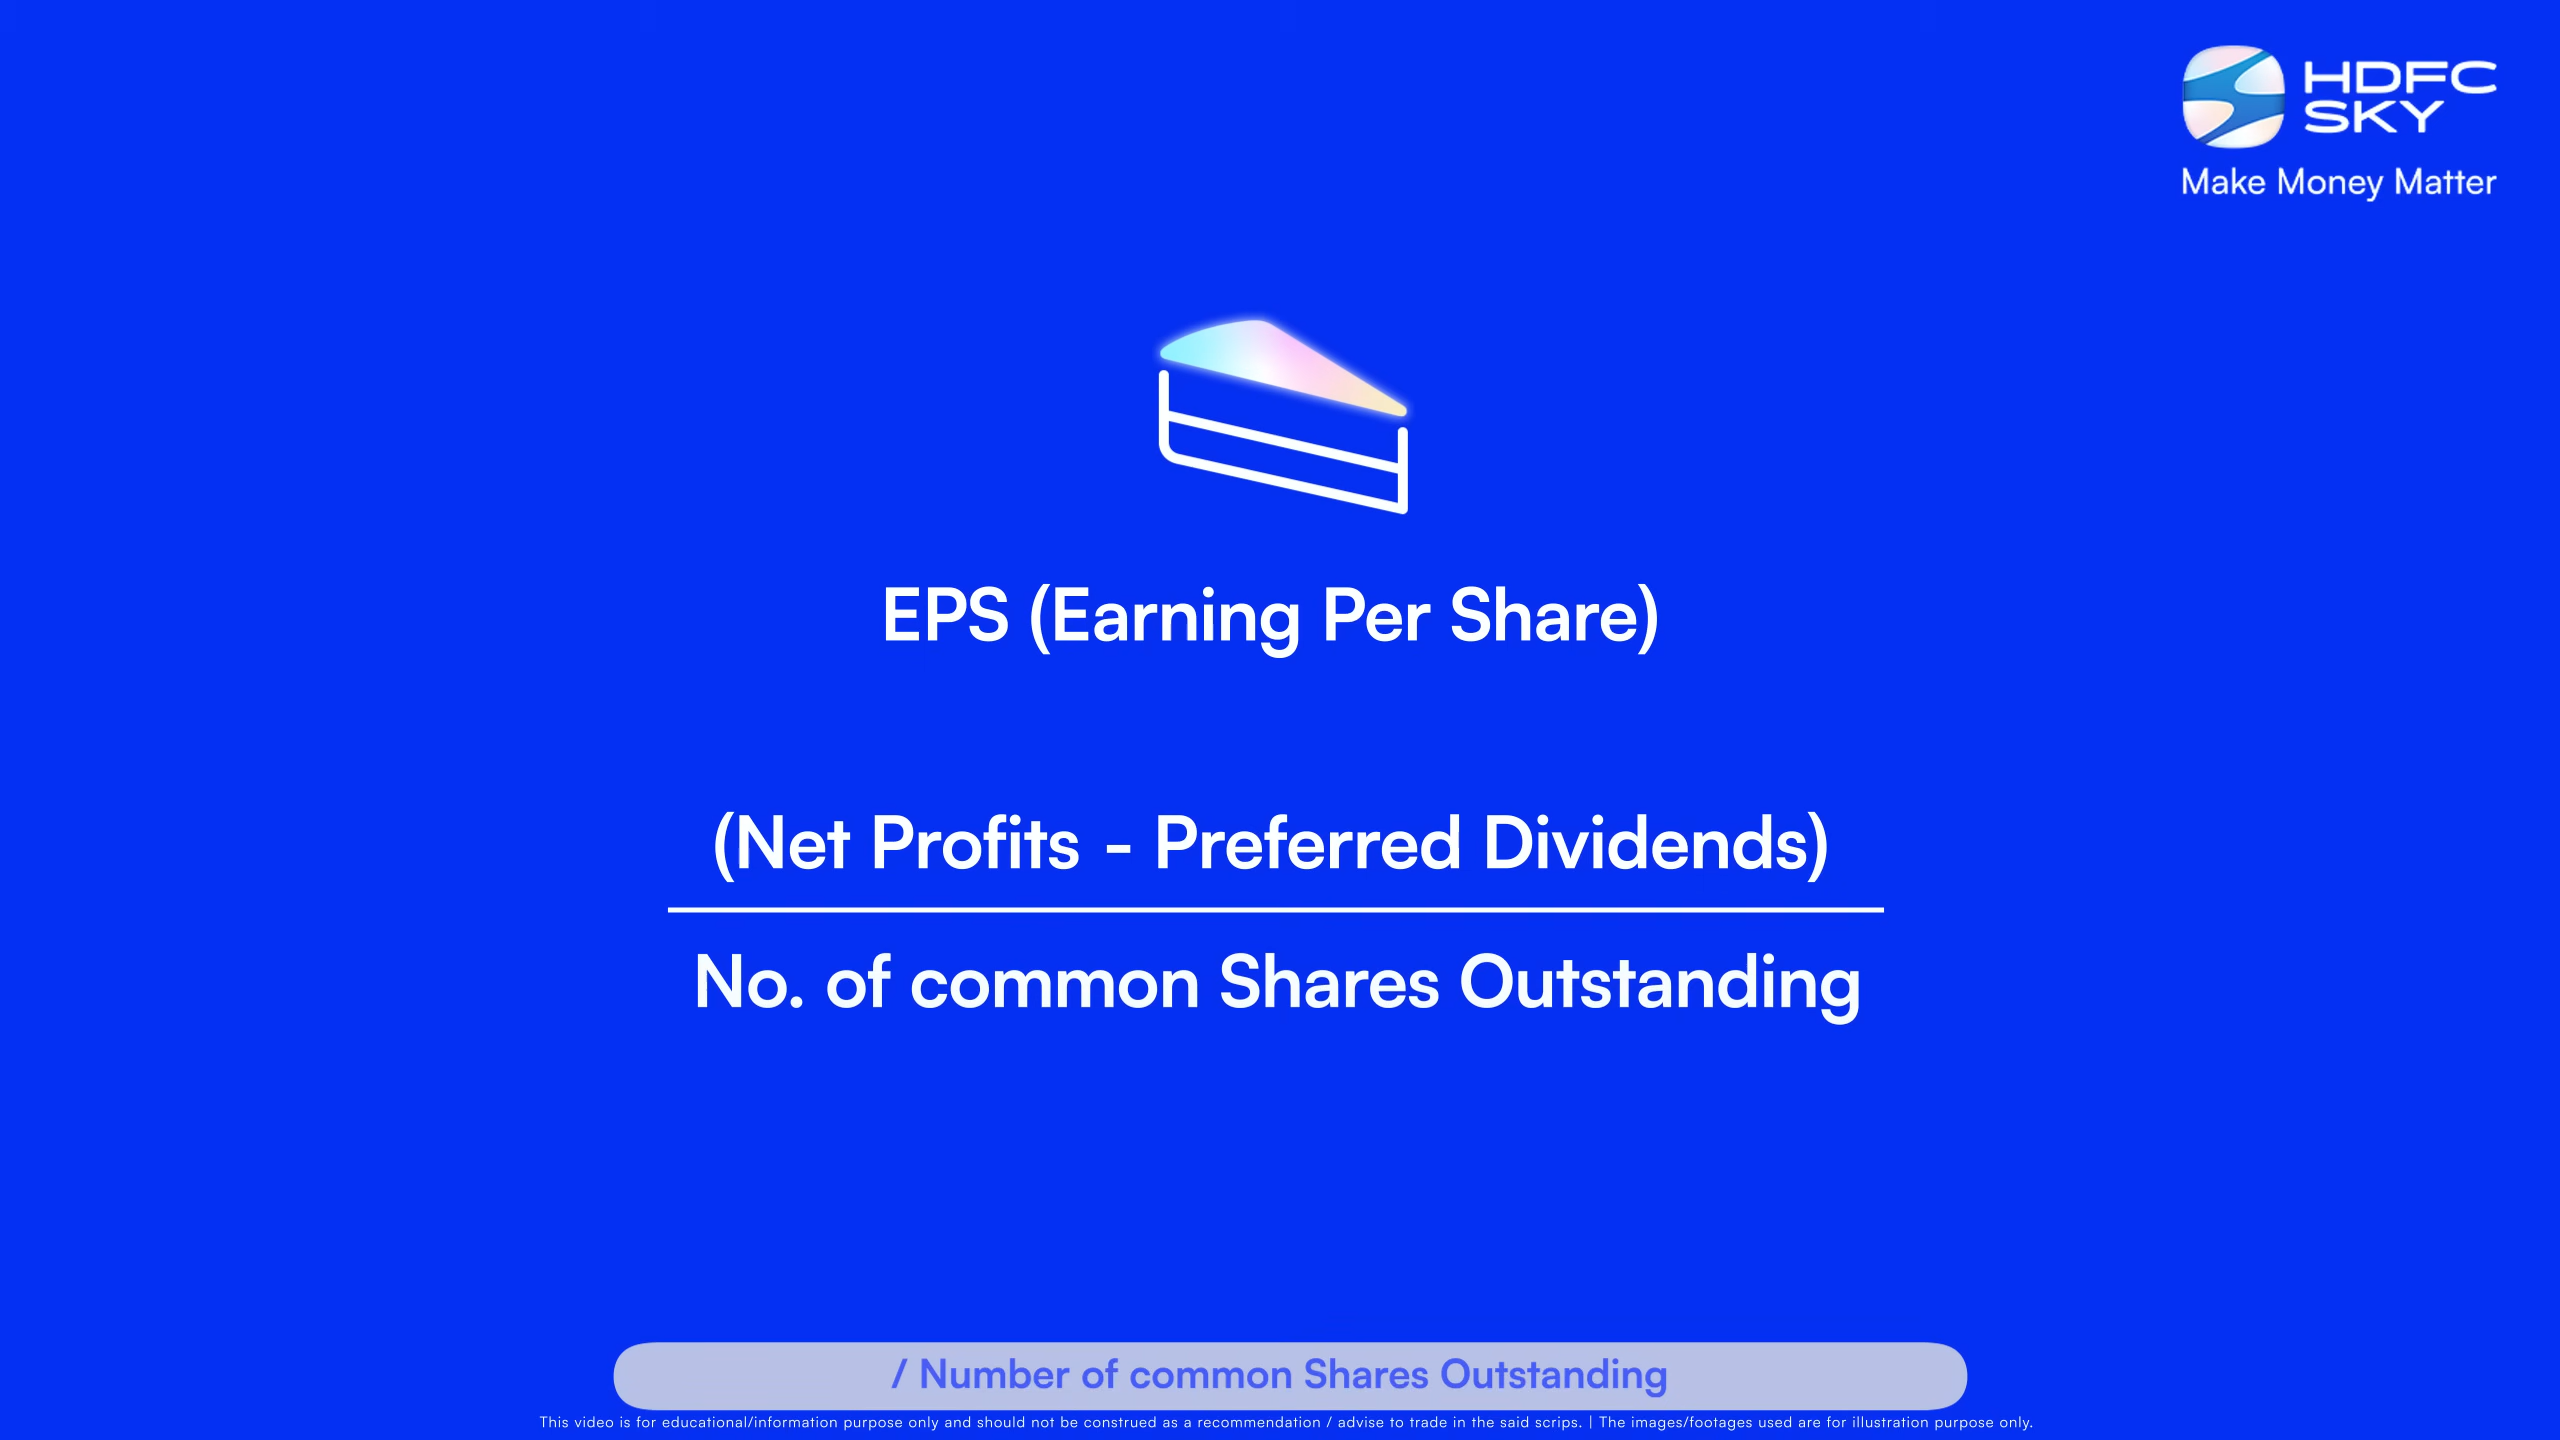 HDFC
SKY
Make Money Matter
EPS (Earning Per Share)
(Net Profits - Preferred Dividends)
No. of common Shares Outstanding
/ Number of common Shares Outstanding
This video is for educational/information purpose only and should not be construed as a recommendation / advise to trade in the said scrips. | The images/footages used are for illustration purpose only.